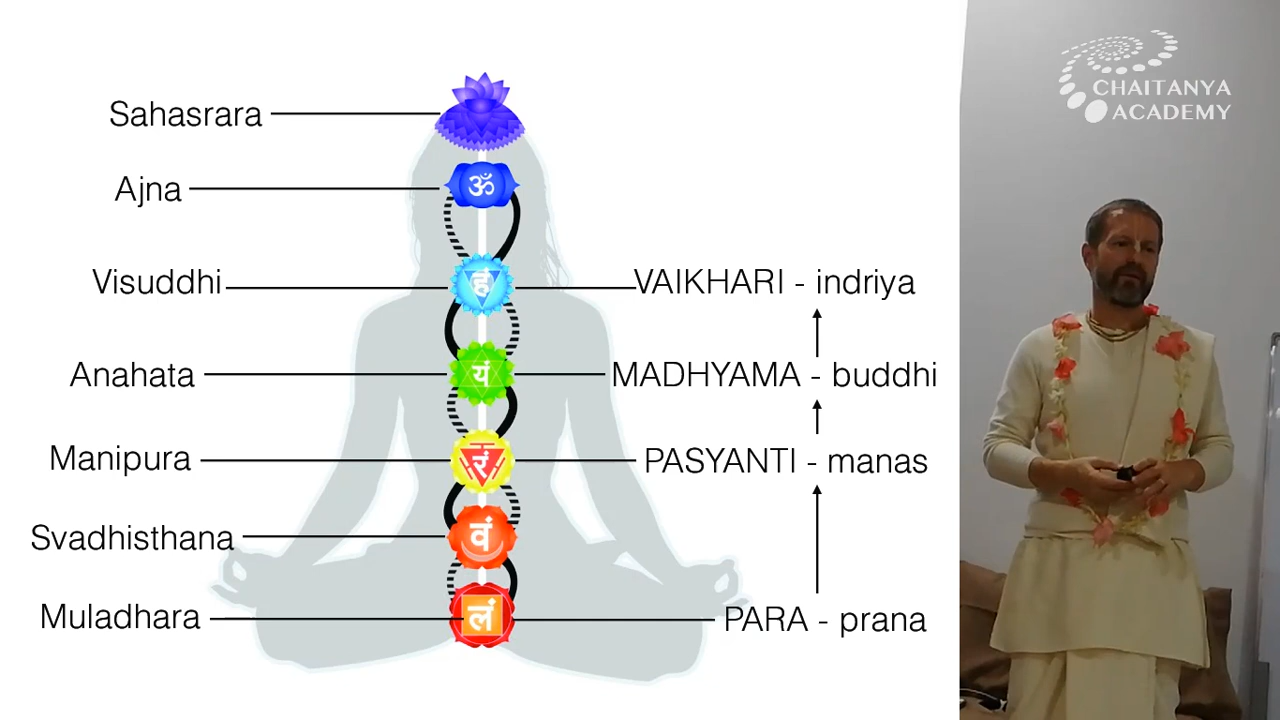 CHAITANYA
ACADEMY
Sahasrara
Ajna
ॐ
Visuddhi
हं
VAIKHARI - indriya
Anahata
यं
MADHYAMA - buddhi
Manipura
रं
PASYANTI - manas
Svadhisthana
वं
Muladhara
लं
PARA - prana